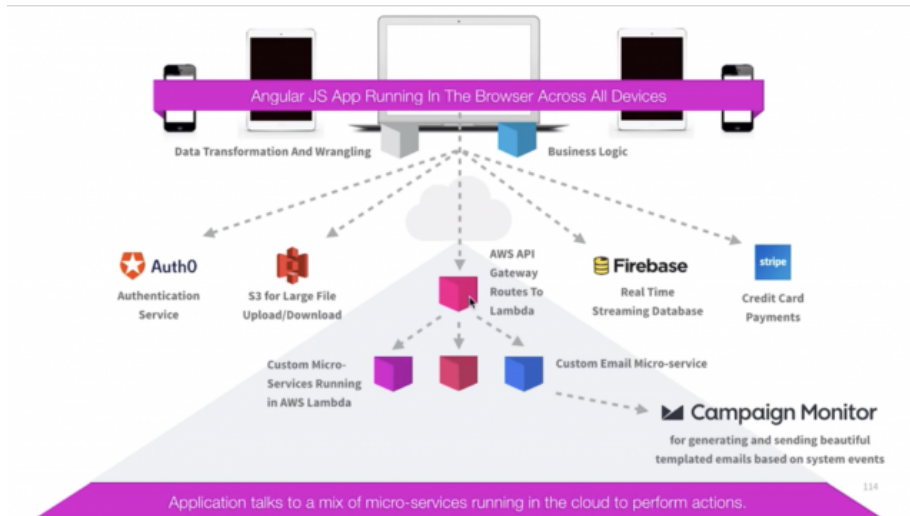 Angular JS App Running In The Browser Across All Devices
Data Transformation And Wrangling
Business Logic
Auth0
Authentication
Service
S3 for Large File
Upload/Download
AWS API
Gateway
Routes To
Lambda
Firebase
Real Time
Streaming Database
stripe
Credit Card
Payments
Custom Micro-
Services Running
in AWS Lambda
Custom Email Micro-service
Campaign Monitor
for generating and sending beautiful
templated emails based on system events
114
Application talks to a mix of micro-services running in the cloud to perform actions.